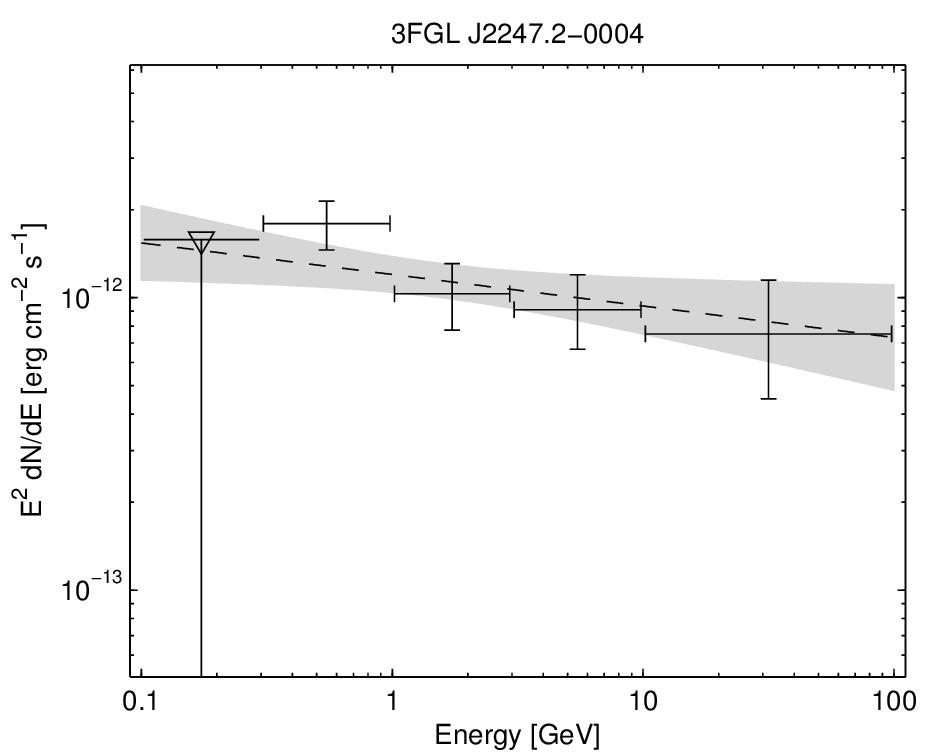 3FGL J2247.2−0004
E² dN/dE [erg cm⁻² s⁻¹]
10⁻¹²
10⁻¹³
0.1 1 10 100
Energy [GeV]